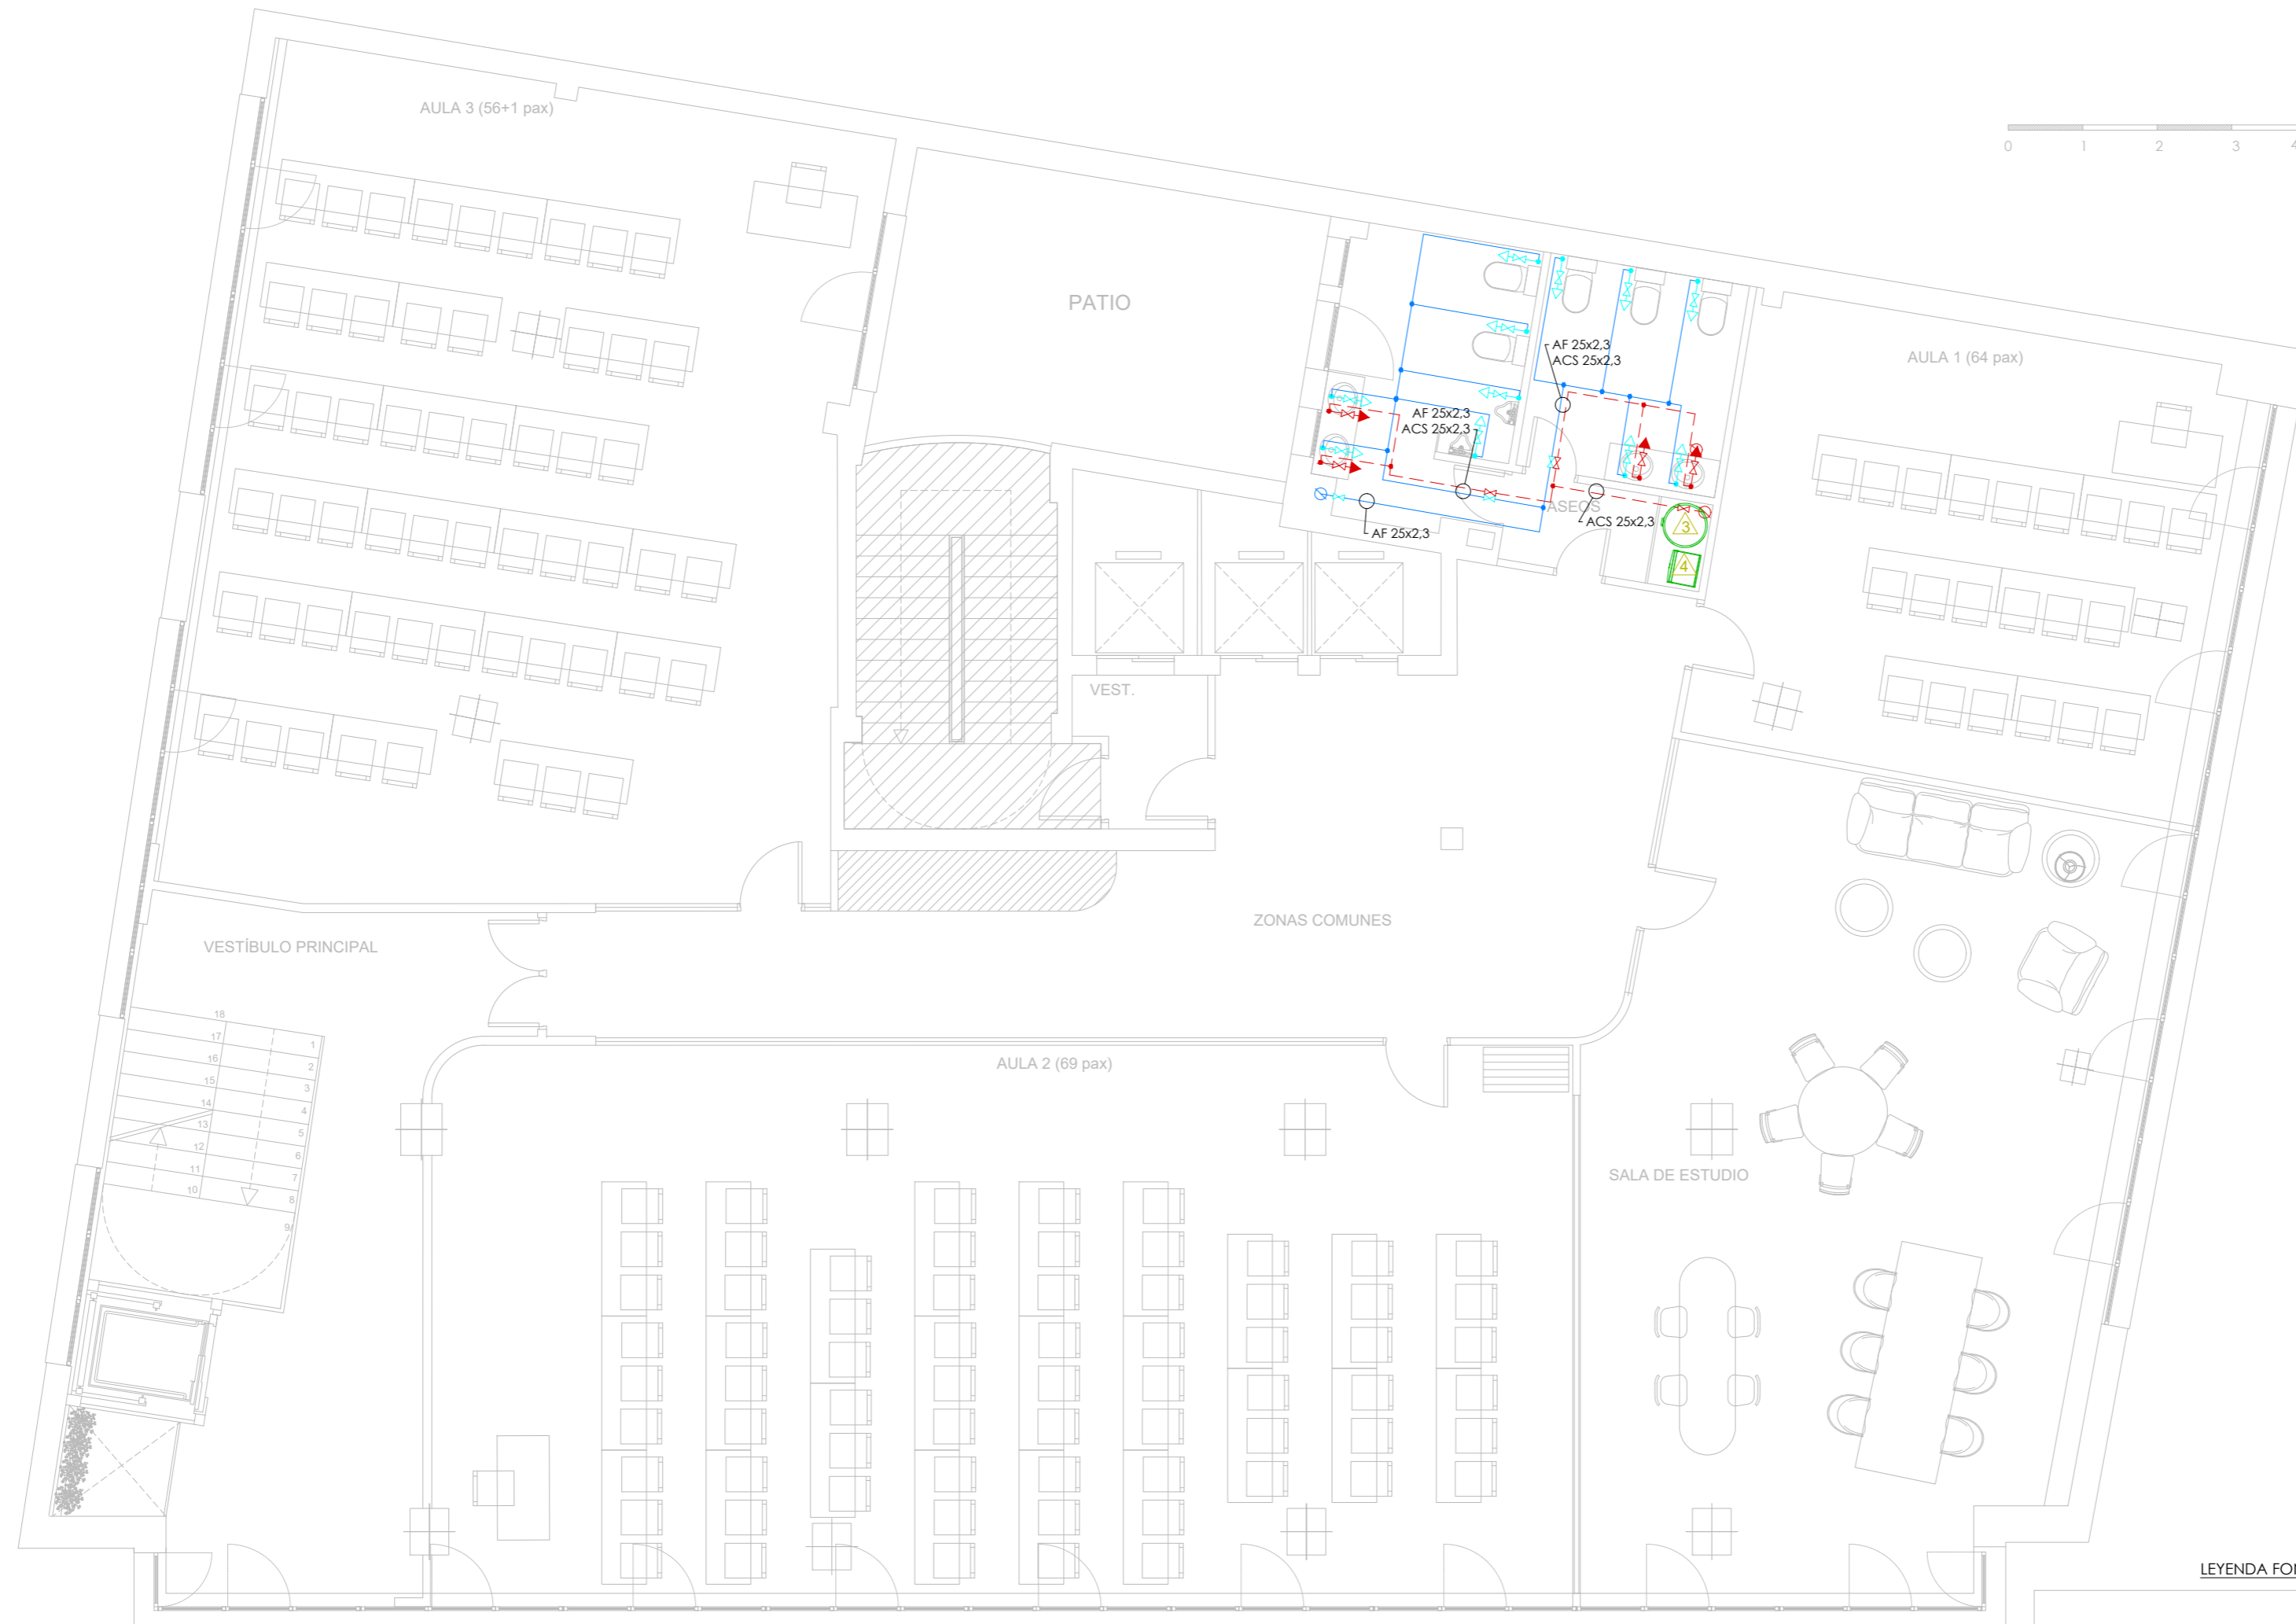 AULA 3 (56+1 pax)
0 1 2 3 4
PATIO
AF 25x2,3
ACS 25x2,3
AULA 1 (64 pax)
AF 25x2,3
ACS 25x2,3
ASEOS
ACS 25x2,3
AF 25x2,3
3
4
VEST.
ZONAS COMUNES
VESTÍBULO PRINCIPAL
18
17
16
15
14
13
12
11
10
1
2
3
4
5
6
7
8
9
AULA 2 (69 pax)
SALA DE ESTUDIO
LEYENDA FO